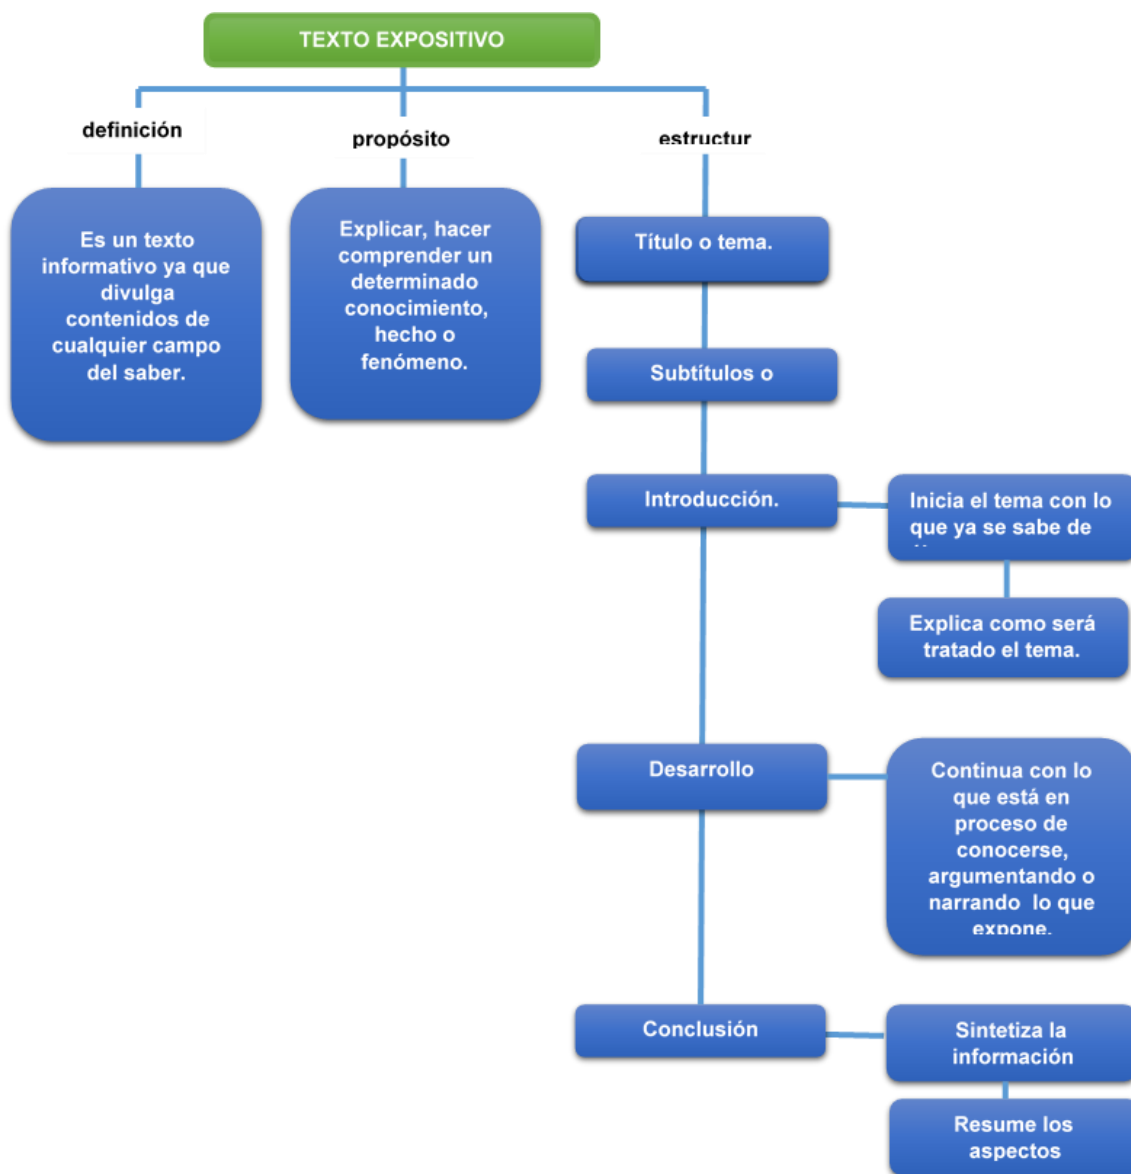 TEXTO EXPOSITIVO
definición
propósito
estructur
Es un texto
informativo ya que
divulga
contenidos de
cualquier campo
del saber.
Explicar, hacer
comprender un
determinado
conocimiento,
hecho o
fenómeno.
Título o tema.
Subtítulos o
Introducción.
Inicia el tema con lo
que ya se sabe de
Explica como será
tratado el tema.
Desarrollo
Continua con lo
que está en
proceso de
conocerse,
argumentando o
narrando lo que
expone.
Conclusión
Sintetiza la
información
Resume los
aspectos